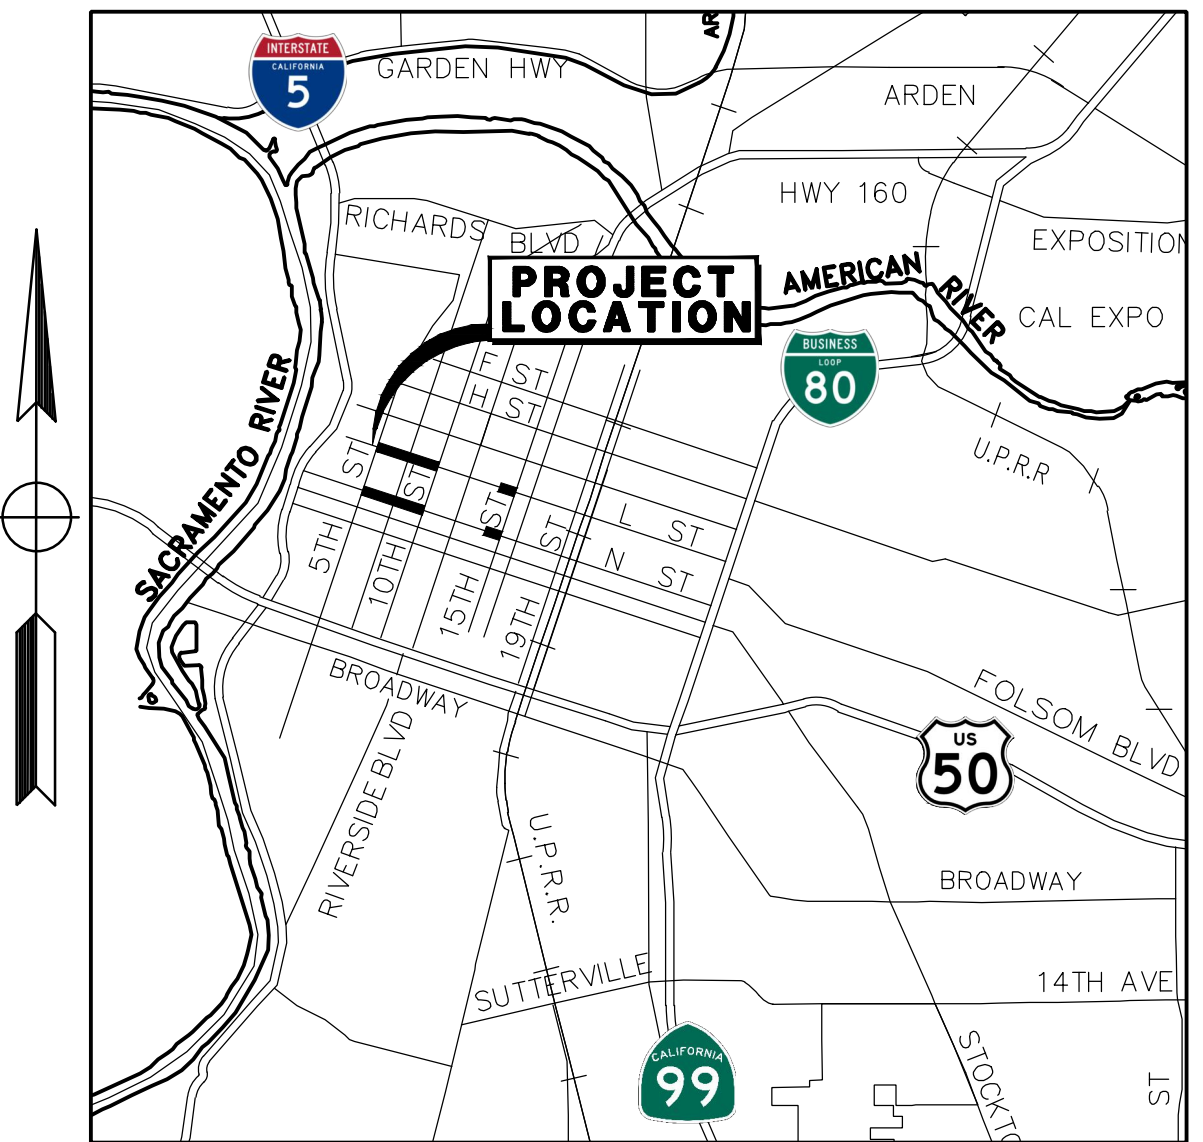 AR
INTERSTATE
CALIFORNIA
5
GARDEN HWY
ARDEN
HWY 160
RICHARDS BLVD
EXPOSITION
PROJECT
LOCATION
AMERICAN RIVER
CAL EXPO
BUSINESS
LOOP
80
F ST
H ST
SACRAMENTO RIVER
U.P.R.R
L ST
N ST
5TH ST
10TH ST
15TH ST
19TH ST
BROADWAY
RIVERSIDE BLVD
FOLSOM BLVD
US
50
U.P.R.R.
BROADWAY
SUTTERVILLE
14TH AVE
CALIFORNIA
99
STOCKTO
ST